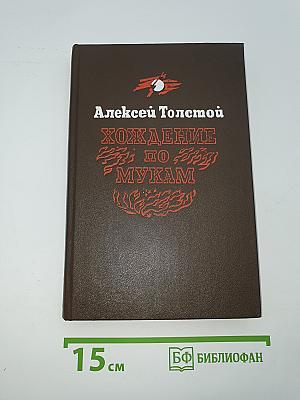 Алексей Толстой
ХОЖДЕНИЕ
ПО
МУКАМ
15 см
БФ БИБЛИОФАН